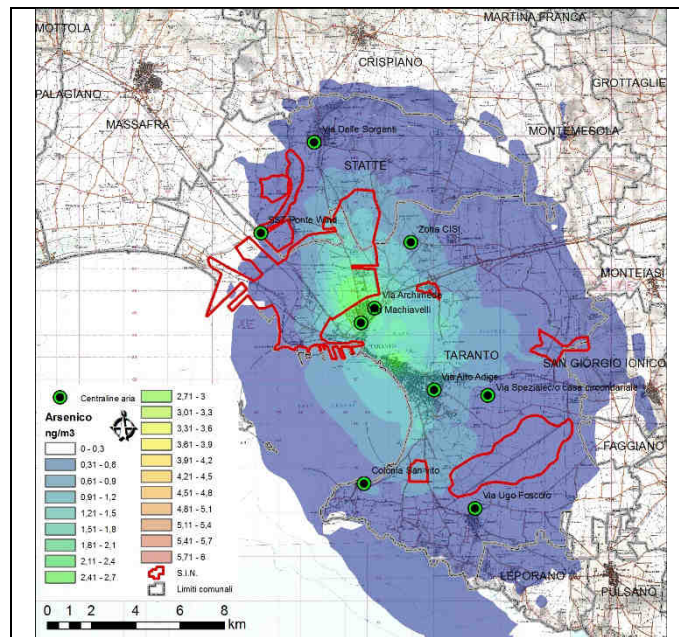 MOTTOLA
MARTINA FRANCA
CRISPIANO
GROTTAGLIE
PALAGIANO
MASSAFRA
MONTEMESOLA
Via Delle Sorgenti
STATTE
SS7 Ponte Wind
Zona CISI
MONTEIASI
Via Archimede
Machiavelli
TARANTO
SAN GIORGIO IONICO
Via Alto Adige
Via Speziale c/o casa circondariale
FAGGIANO
Colonia San vito
Via Ugo Foscolo
LEPORANO
PULSANO
Centraline aria
Arsenico
ng/m3
0 - 0,3
0,31 - 0,6
0,61 - 0,9
0,91 - 1,2
1,21 - 1,5
1,51 - 1,8
1,81 - 2,1
2,11 - 2,4
2,41 - 2,7
2,71 - 3
3,01 - 3,3
3,31 - 3,6
3,61 - 3,9
3,91 - 4,2
4,21 - 4,5
4,51 - 4,8
4,81 - 5,1
5,11 - 5,4
5,41 - 5,7
5,71 - 6
S.I.N.
Limiti comunali
0 1 2 4 6 8
km